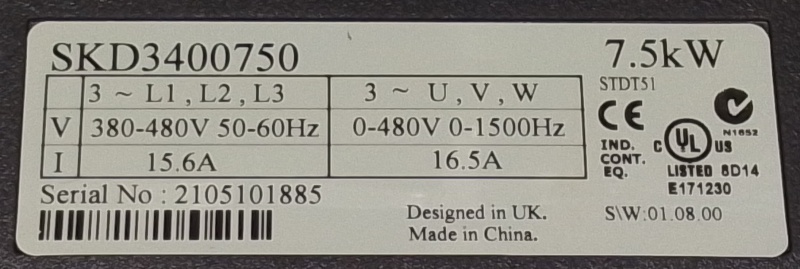 SKD3400750 7.5kW
STDT51
3 ~ L1 , L2 , L3 3 ~ U , V , W
V 380-480V 50-60Hz 0-480V 0-1500Hz
I 15.6A 16.5A
CE
N1652
IND.
CONT.
EQ.
C UL US
LISTED 8D14
E171230
Serial No : 2105101885
Designed in UK.
Made in China.
S\W:01.08.00